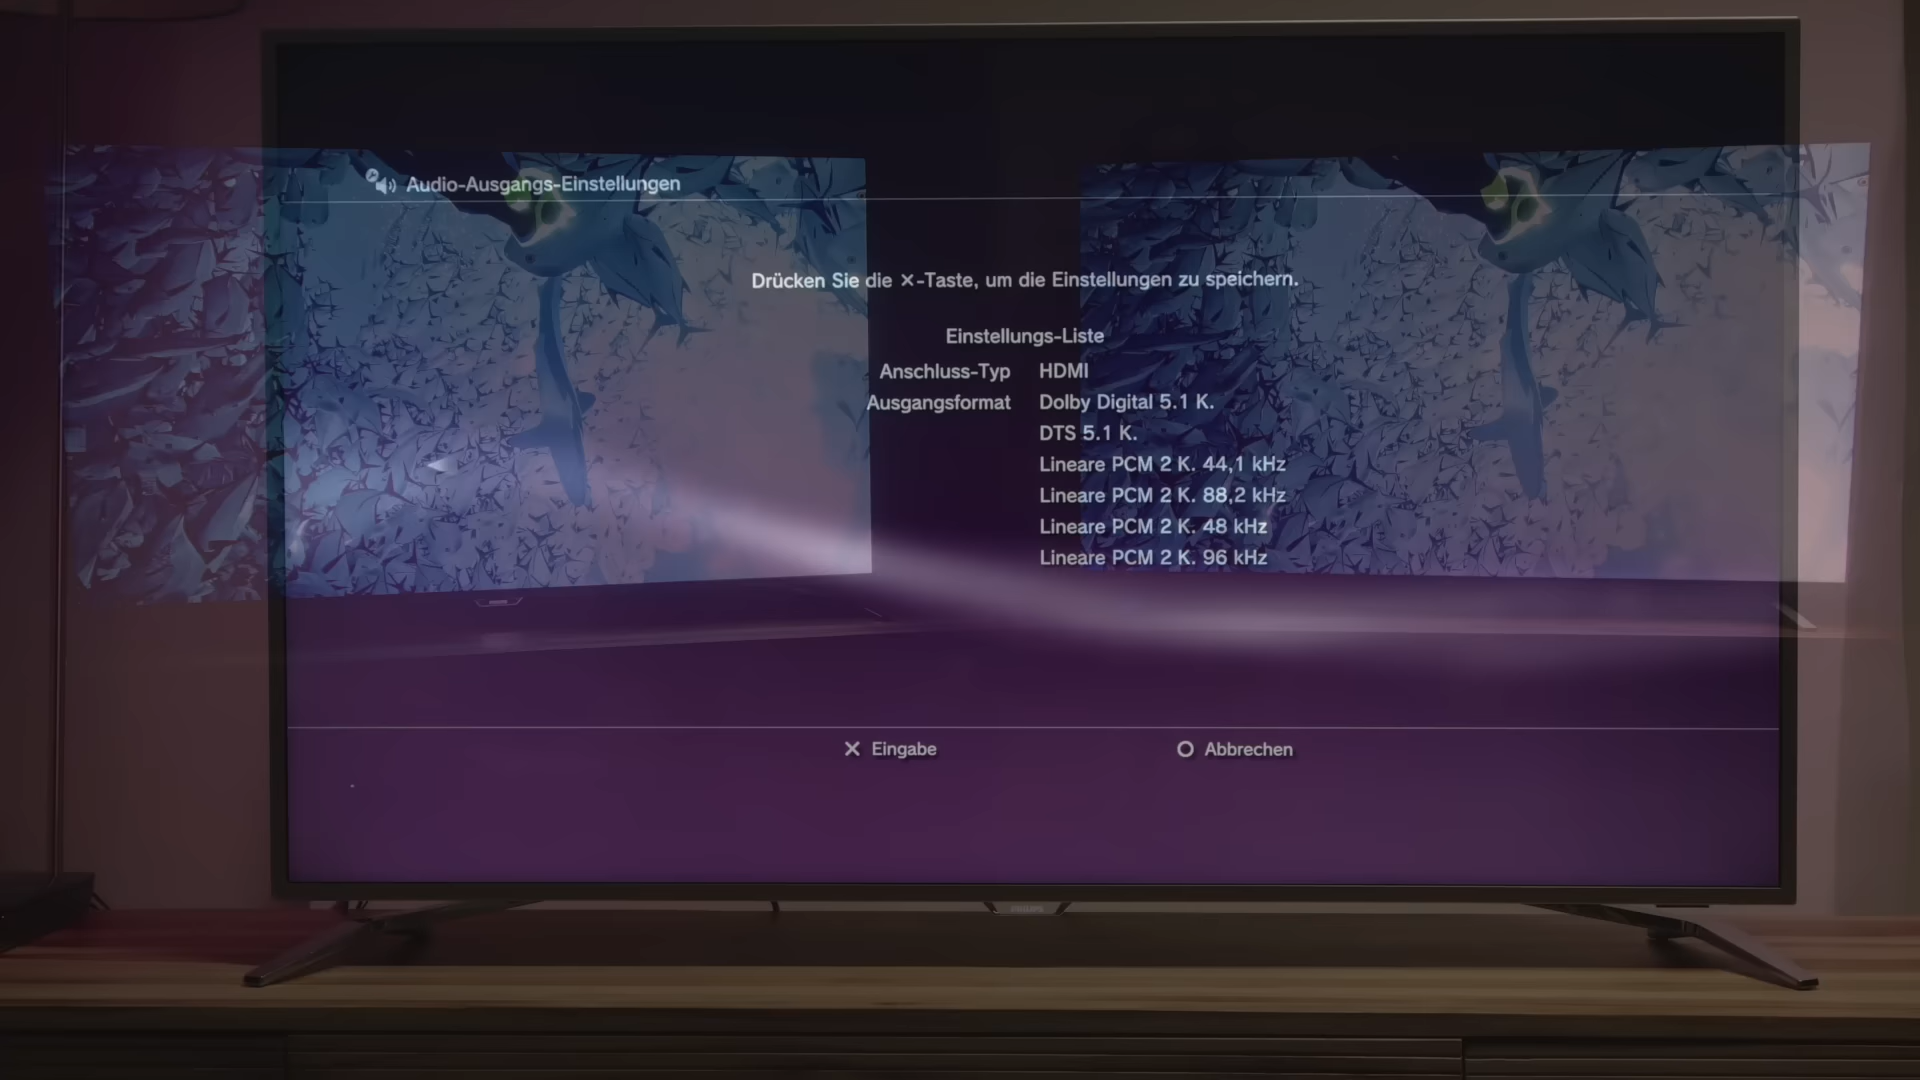 Audio-Ausgangs-Einstellungen
Drücken Sie die ✕-Taste, um die Einstellungen zu speichern.
Einstellungs-Liste
Anschluss-Typ HDMI
Ausgangsformat Dolby Digital 5.1 K.
DTS 5.1 K.
Lineare PCM 2 K. 44,1 kHz
Lineare PCM 2 K. 88,2 kHz
Lineare PCM 2 K. 48 kHz
Lineare PCM 2 K. 96 kHz
✕ Eingabe ○ Abbrechen
PHILIPS